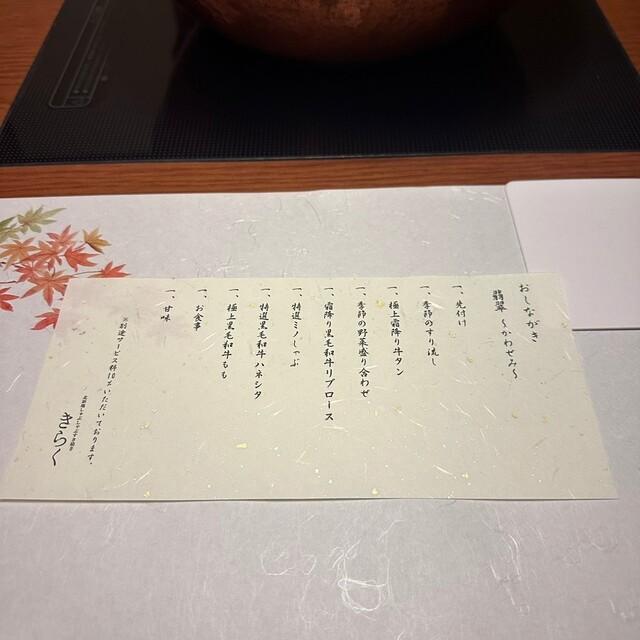 おしながき
翡翠 ～かわせみ～
一、先付け
一、季節のすり流し
一、極上霜降り牛タン
一、季節の野菜盛り合わせ
一、霜降り黒毛和牛リブロース
一、特選ミノしゃぶ
一、特選黒毛和牛ハネシタ
一、極上黒毛和牛もも
一、お食事
一、甘味
※別途サービス料10％いただいております。
きらく